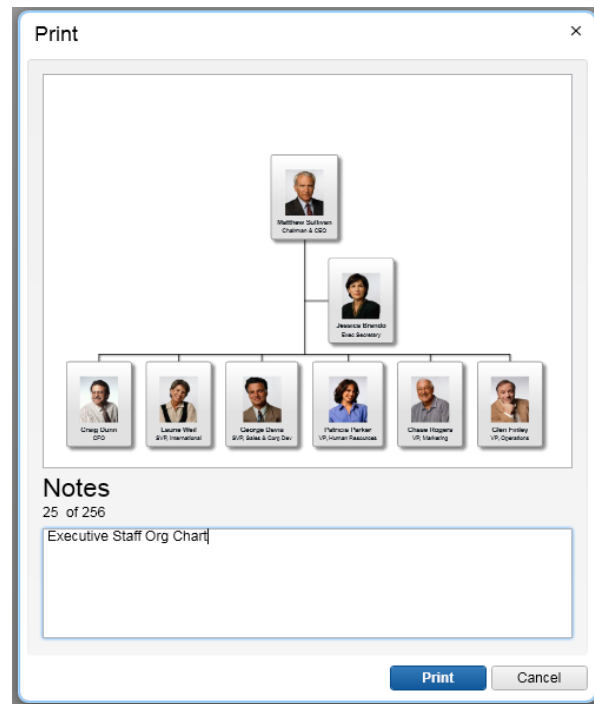 Print
×
Matthew Sullivan
Chairman & CEO
Jessica Brendo
Exec Secretary
Craig Dunn
CFO
Laurie Weil
SVP, International
George Davis
SVP, Sales & Corp Dev
Patricia Parker
VP, Human Resources
Chase Rogers
VP, Marketing
Glen Finley
VP, Operations
Notes
25 of 256
Executive Staff Org Chart
Print
Cancel